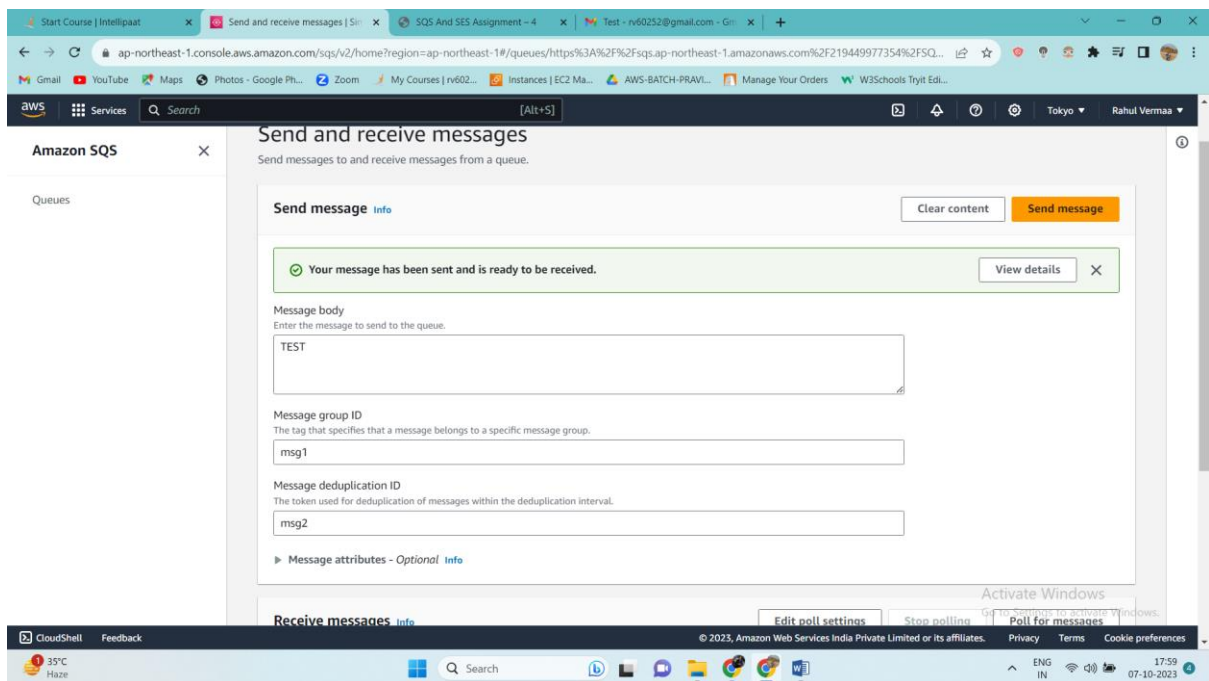 Start Course | Intellipaat
Send and receive messages | Sim
SQS And SES Assignment – 4
Test - rv60252@gmail.com - Gm
ap-northeast-1.console.aws.amazon.com/sqs/v2/home?region=ap-northeast-1#/queues/https%3A%2F%2Fsqs.ap-northeast-1.amazonaws.com%2F219449977354%2FSQ...
Gmail YouTube Maps Photos - Google Ph... Zoom My Courses | rv602... Instances | EC2 Ma... AWS-BATCH-PRAVI... Manage Your Orders W3Schools Tryit Edi...
aws Services Search [Alt+S] Tokyo Rahul Vermaa
Amazon SQS
Queues
Send and receive messages
Send messages to and receive messages from a queue.
Send message Info Clear content Send message
Your message has been sent and is ready to be received. View details
Message body
Enter the message to send to the queue.
TEST
Message group ID
The tag that specifies that a message belongs to a specific message group.
msg1
Message deduplication ID
The token used for deduplication of messages within the deduplication interval.
msg2
Message attributes - Optional Info
Activate Windows
Go to Settings to activate Windows.
Receive messages Info Edit poll settings Stop polling Poll for messages
CloudShell Feedback © 2023, Amazon Web Services India Private Limited or its affiliates. Privacy Terms Cookie preferences
1 35°C
Haze
Search
ENG
IN
17:59
07-10-2023
4